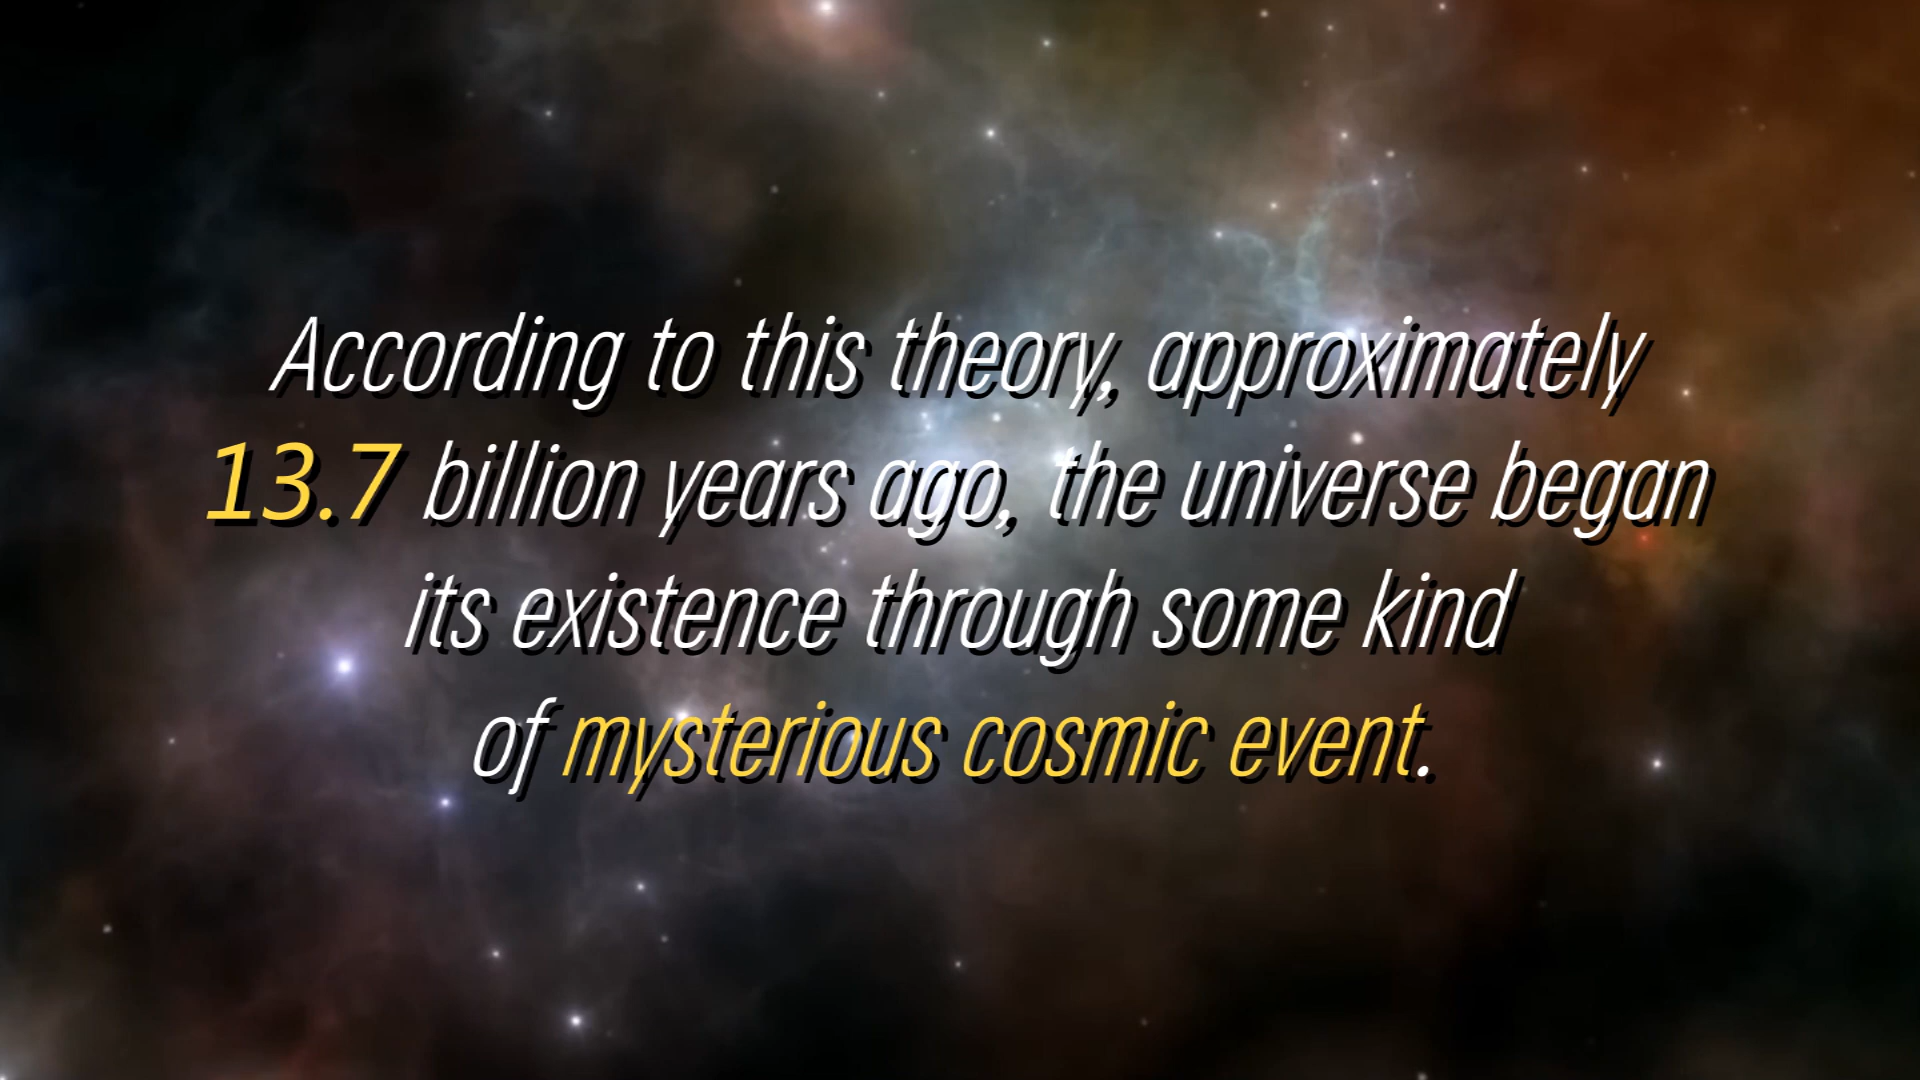 According to this theory, approximately
13.7 billion years ago, the universe began
its existence through some kind
of mysterious cosmic event.